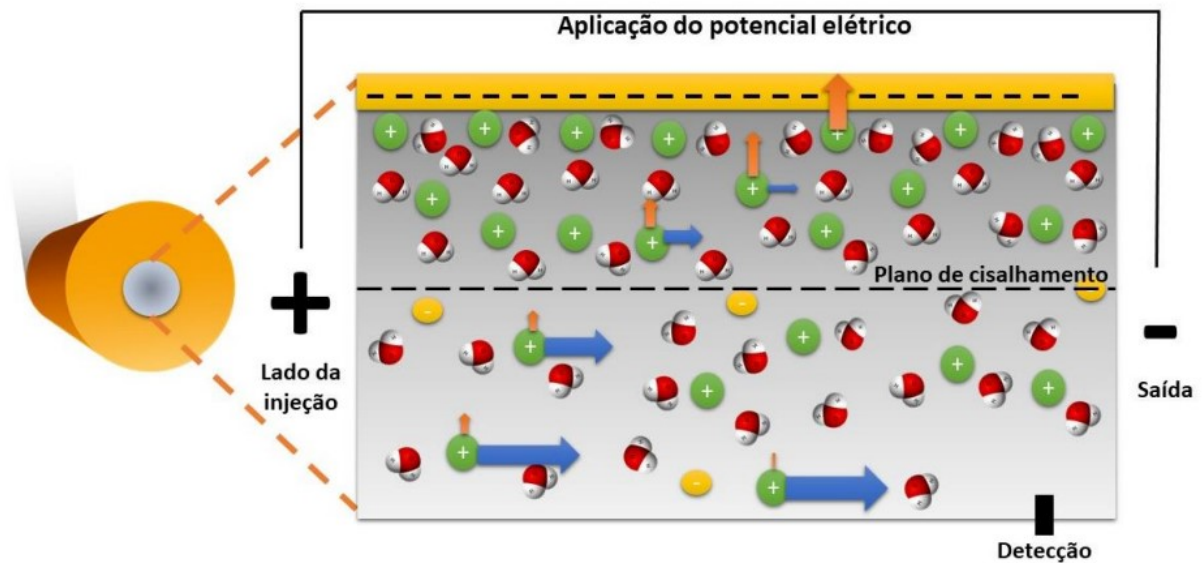 Aplicação do potencial elétrico
Plano de cisalhamento
Lado da
injeção
Saída
Detecção